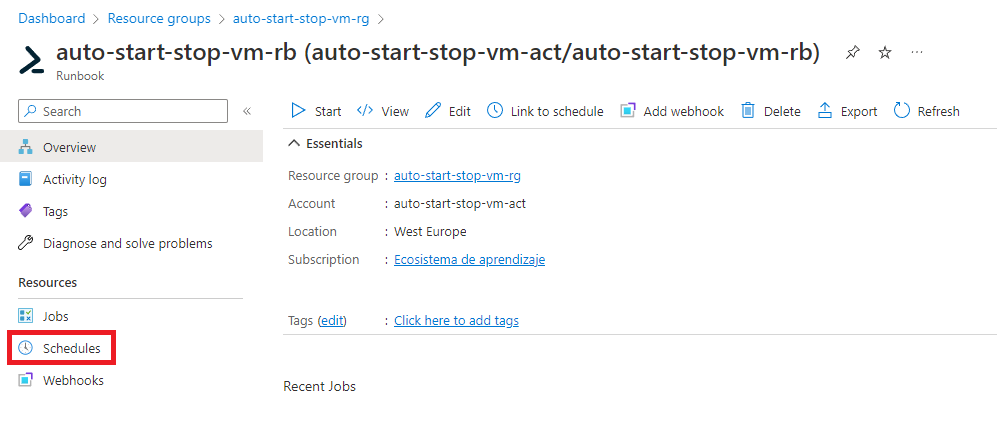 Dashboard > Resource groups > auto-start-stop-vm-rg >
auto-start-stop-vm-rb (auto-start-stop-vm-act/auto-start-stop-vm-rb) ...
Runbook
Search «
Start View Edit Link to schedule Add webhook Delete Export Refresh
Overview
Activity log
Tags
Diagnose and solve problems
Resources
Jobs
Schedules
Webhooks
Essentials
Resource group : auto-start-stop-vm-rg
Account : auto-start-stop-vm-act
Location : West Europe
Subscription : Ecosistema de aprendizaje
Tags (edit) : Click here to add tags
Recent Jobs